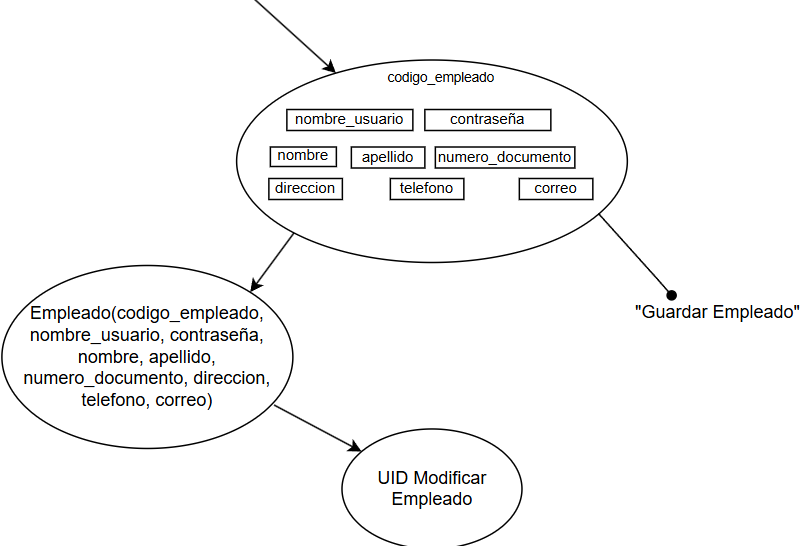 codigo_empleado
nombre_usuario contraseña
nombre apellido numero_documento
direccion telefono correo
"Guardar Empleado"
Empleado(codigo_empleado,
nombre_usuario, contraseña,
nombre, apellido,
numero_documento, direccion,
telefono, correo)
UID Modificar
Empleado